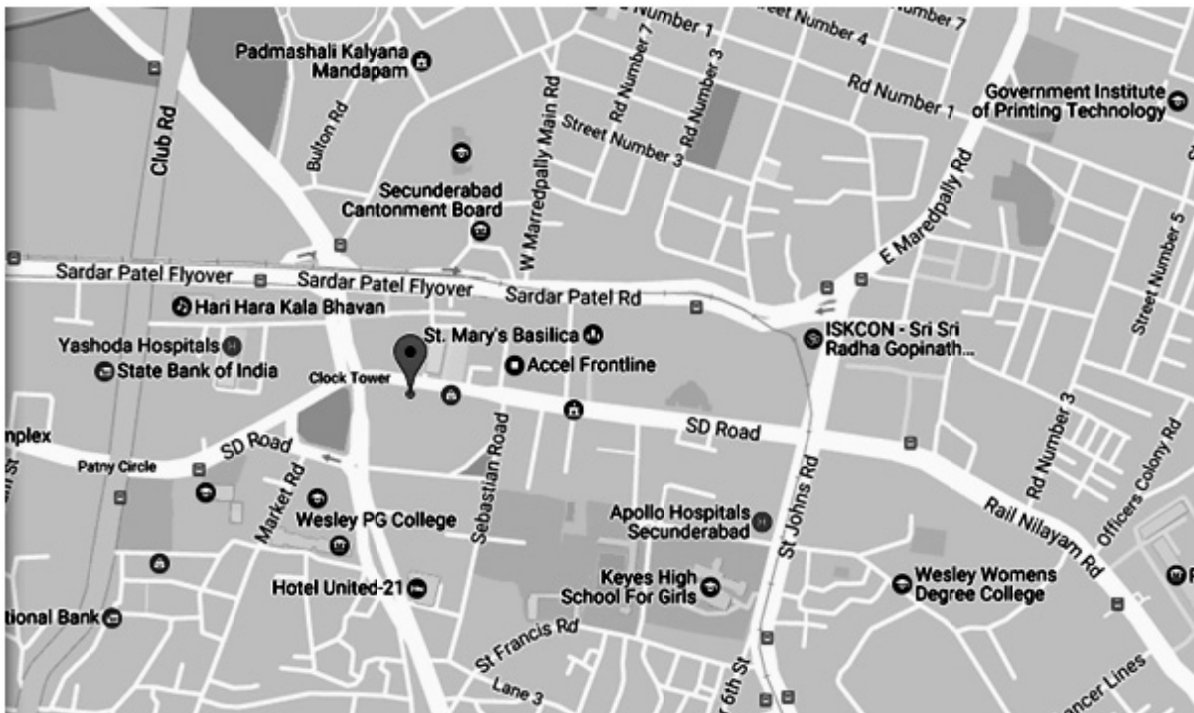 Rd Number 1
Street Number 4
Number 7
Padmashali Kalyana
Mandapam
Rd Number 7
Rd Number 3
Rd Number 1
Government Institute
of Printing Technology
Club Rd
Bulton Rd
Street Number 3
W Marredpally Main Rd
Secunderabad
Cantonment Board
E Maredpally Rd
Street Number 5
Sardar Patel Flyover
Sardar Patel Flyover
Sardar Patel Rd
Hari Hara Kala Bhavan
St. Mary's Basilica
ISKCON - Sri Sri
Radha Gopinath...
Yashoda Hospitals
State Bank of India
Accel Frontline
Clock Tower
SD Road
SD Road
Patny Circle
Market Rd
Sebastian Road
Rd Number 3
Officers Colony Rd
Wesley PG College
Apollo Hospitals
Secunderabad
St Johns Rd
Rail Nilayam Rd
Hotel United-21
Keyes High
School For Girls
Wesley Womens
Degree College
tional Bank
St Francis Rd
Lane 3
6th St
ancer Lines